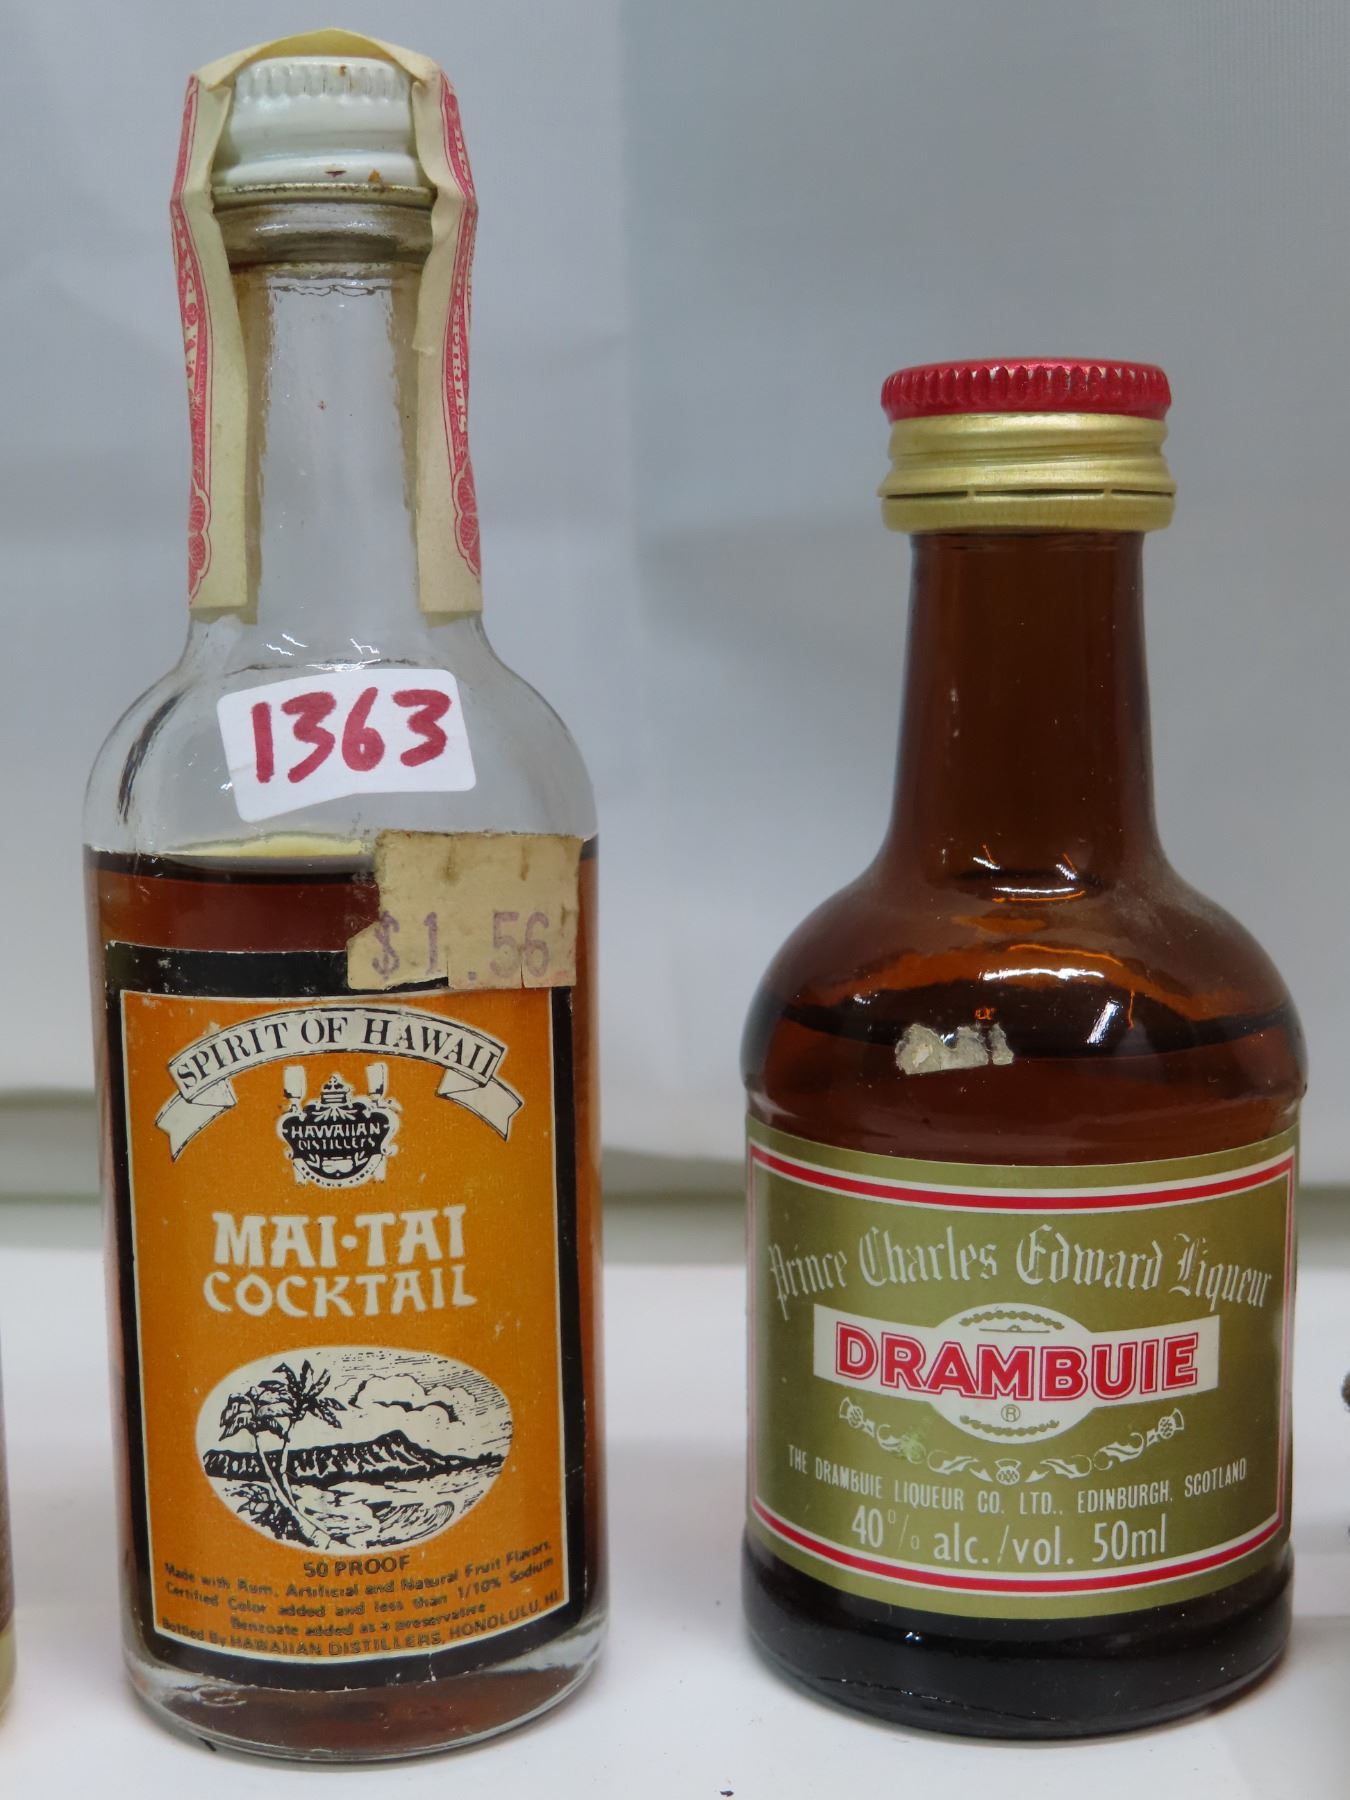 1363
$1.56
SPIRIT OF HAWAII
HAWAIIAN
DISTILLERS
MAI·TAI
COCKTAIL
50 PROOF
Made with Rum, Artificial and Natural Fruit Flavors,
Certified Color added and less than 1/10% Sodium
Benzoate added as a preservative
Bottled By HAWAIIAN DISTILLERS, HONOLULU, HI.
Prince Charles Edward Liqueur
DRAMBUIE
®
THE DRAMBUIE LIQUEUR CO. LTD., EDINBURGH, SCOTLAND
40% alc./vol. 50ml